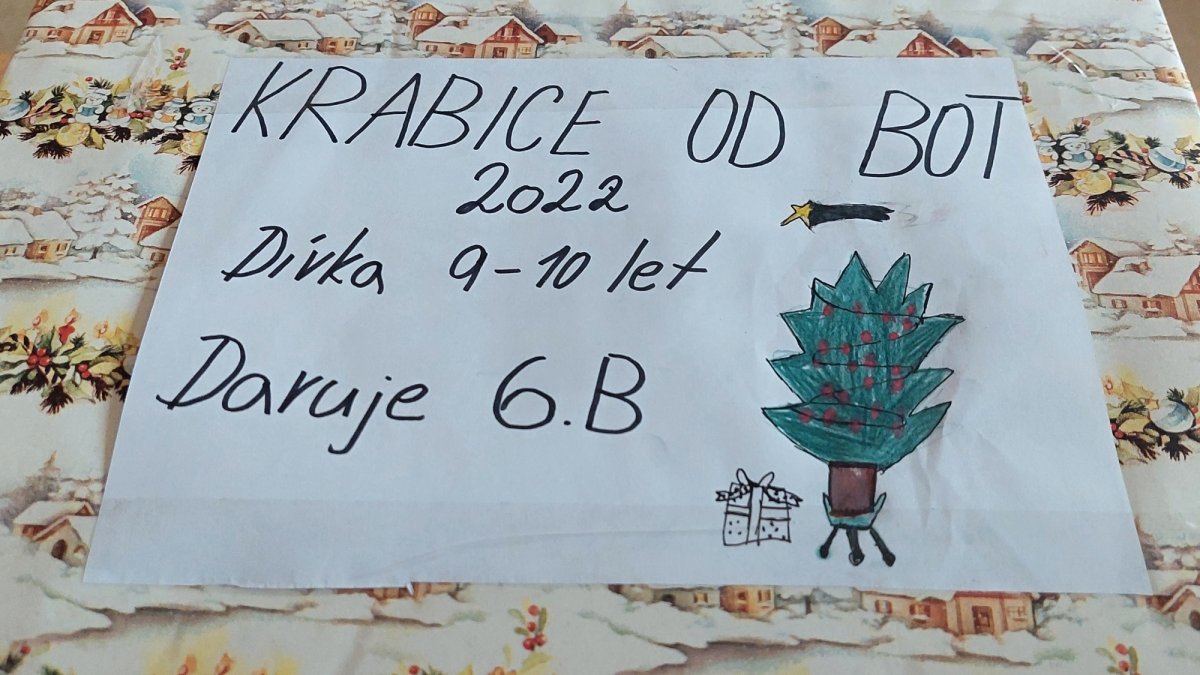 KRABICE OD BOT
2022
Dívka 9-10 let
Daruje 6.B